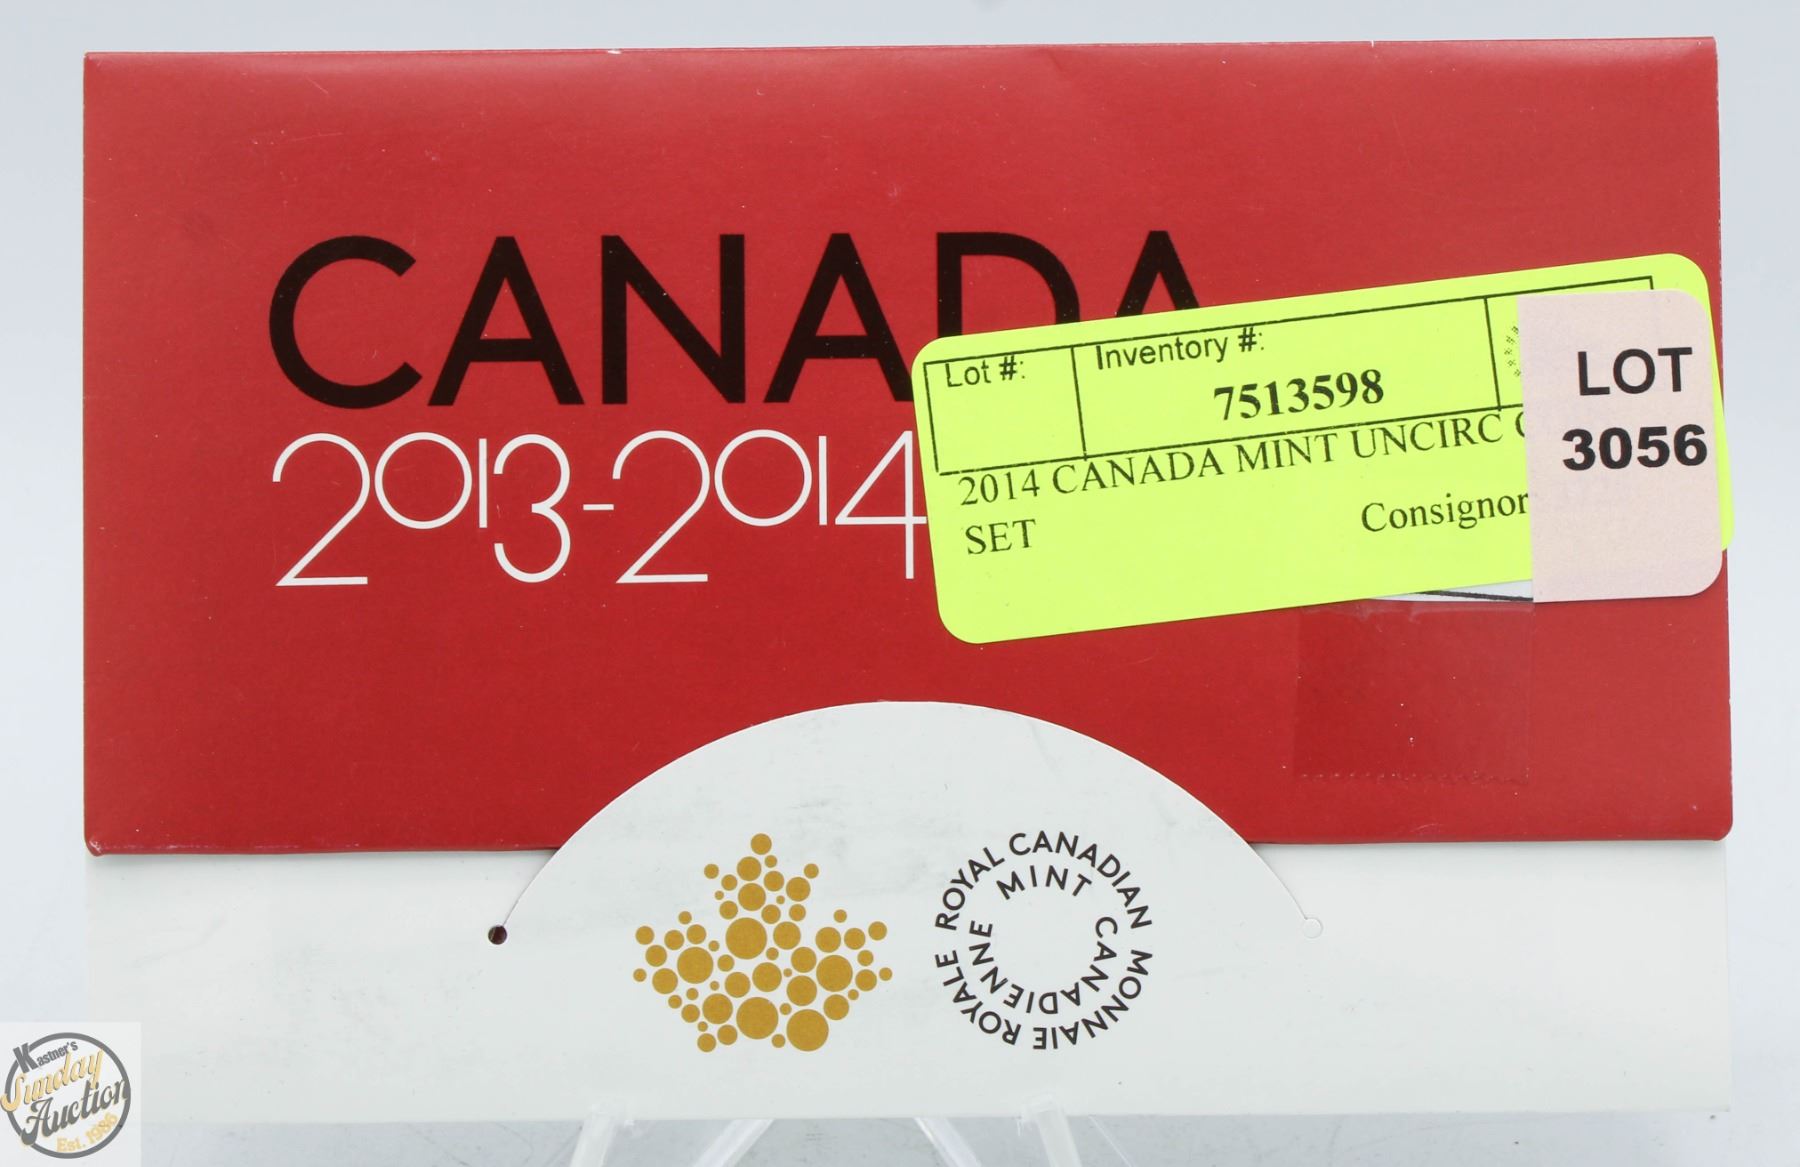 CANADA
2013-2014
Lot #:
Inventory #:
7513598
2014 CANADA MINT UNCIRC
SET
Consignor
LOT
3056
ROYAL CANADIAN
MINT
MONNAIE ROYALE
CANADIENNE
Kastner's
Sunday
Auction
Est. 1986